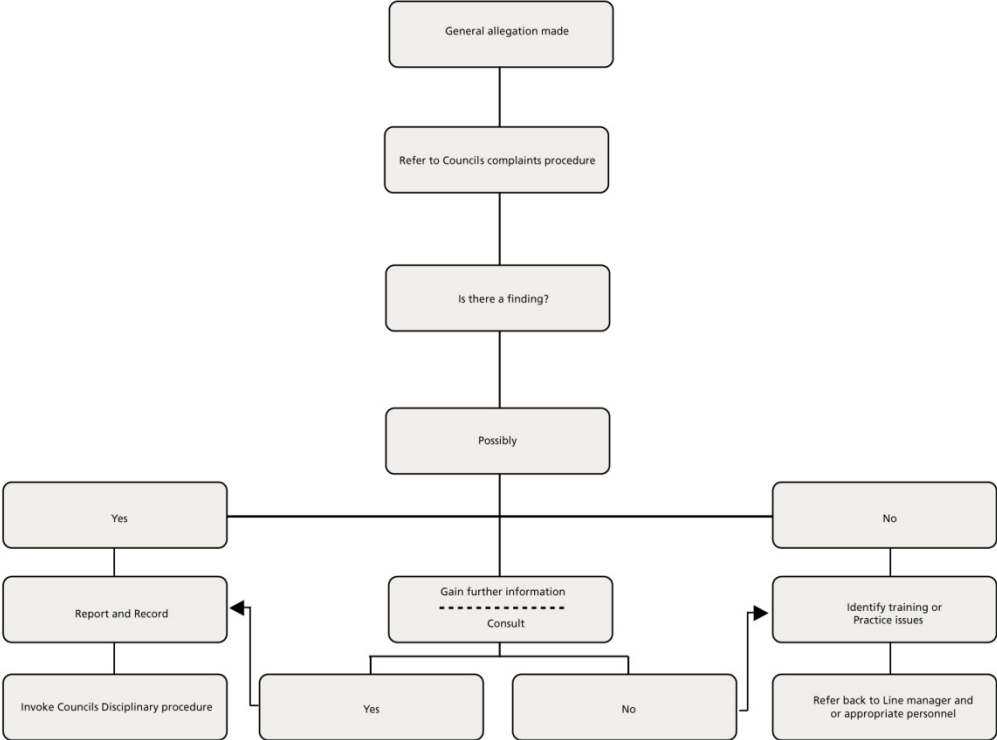 General allegation made
Refer to Councils complaints procedure
Is there a finding?
Possibly
Yes
No
Report and Record
Gain further information
Consult
Identify training or
Practice issues
Invoke Councils Disciplinary procedure
Yes
No
Refer back to Line manager and
or appropriate personnel